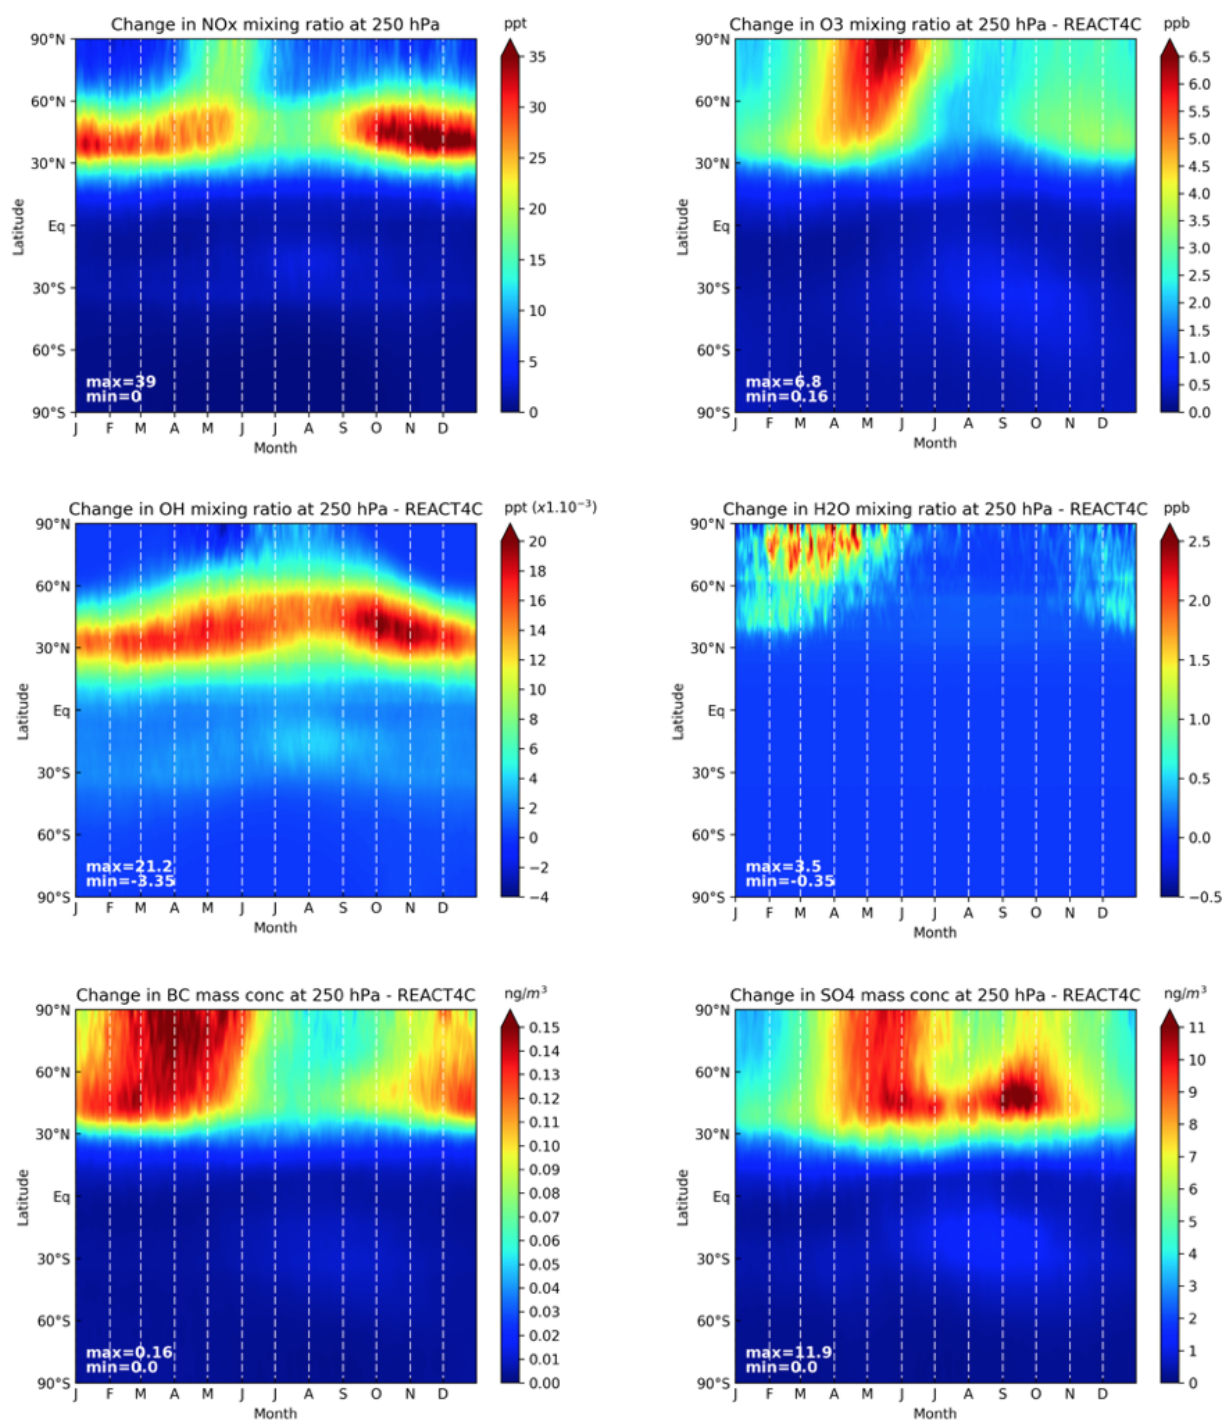 Change in NOx mixing ratio at 250 hPa
ppt
90°N
60°N
30°N
Eq
30°S
60°S
90°S
Latitude
max=39
min=0
J F M A M J J A S O N D
Month
35
30
25
20
15
10
5
0
Change in O3 mixing ratio at 250 hPa - REACT4C
ppb
90°N
60°N
30°N
Eq
30°S
60°S
90°S
Latitude
max=6.8
min=0.16
J F M A M J J A S O N D
Month
6.5
6.0
5.5
5.0
4.5
4.0
3.5
3.0
2.5
2.0
1.5
1.0
0.5
0.0
Change in OH mixing ratio at 250 hPa - REACT4C
ppt (x1.10⁻³)
90°N
60°N
30°N
Eq
30°S
60°S
90°S
Latitude
max=21.2
min=-3.35
J F M A M J J A S O N D
Month
20
18
16
14
12
10
8
6
4
2
0
−2
−4
Change in H2O mixing ratio at 250 hPa - REACT4C
ppb
90°N
60°N
30°N
Eq
30°S
60°S
90°S
Latitude
max=3.5
min=-0.35
J F M A M J J A S O N D
Month
2.5
2.0
1.5
1.0
0.5
0.0
−0.5
Change in BC mass conc at 250 hPa - REACT4C
ng/m³
90°N
60°N
30°N
Eq
30°S
60°S
90°S
Latitude
max=0.16
min=0.0
J F M A M J J A S O N D
Month
0.15
0.14
0.13
0.12
0.11
0.10
0.09
0.08
0.07
0.06
0.05
0.04
0.03
0.02
0.01
0.00
Change in SO4 mass conc at 250 hPa - REACT4C
ng/m³
90°N
60°N
30°N
Eq
30°S
60°S
90°S
Latitude
max=11.9
min=0.0
J F M A M J J A S O N D
Month
11
10
9
8
7
6
5
4
3
2
1
0